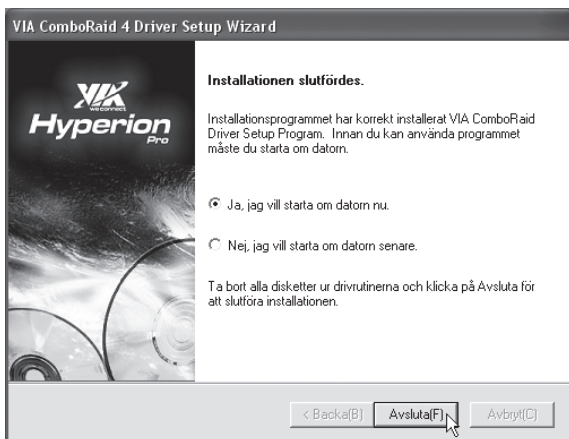 VIA ComboRaid 4 Driver Setup Wizard
VIA
we connect
Hyperion
Pro
Installationen slutfördes.
Installationsprogrammet har korrekt installerat VIA ComboRaid
Driver Setup Program. Innan du kan använda programmet
måste du starta om datorn.
Ja, jag vill starta om datorn nu.
Nej, jag vill starta om datorn senare.
Ta bort alla disketter ur drivrutinerna och klicka på Avsluta för
att slutföra installationen.
< Backa(B) Avsluta(F) Avbryt(C)